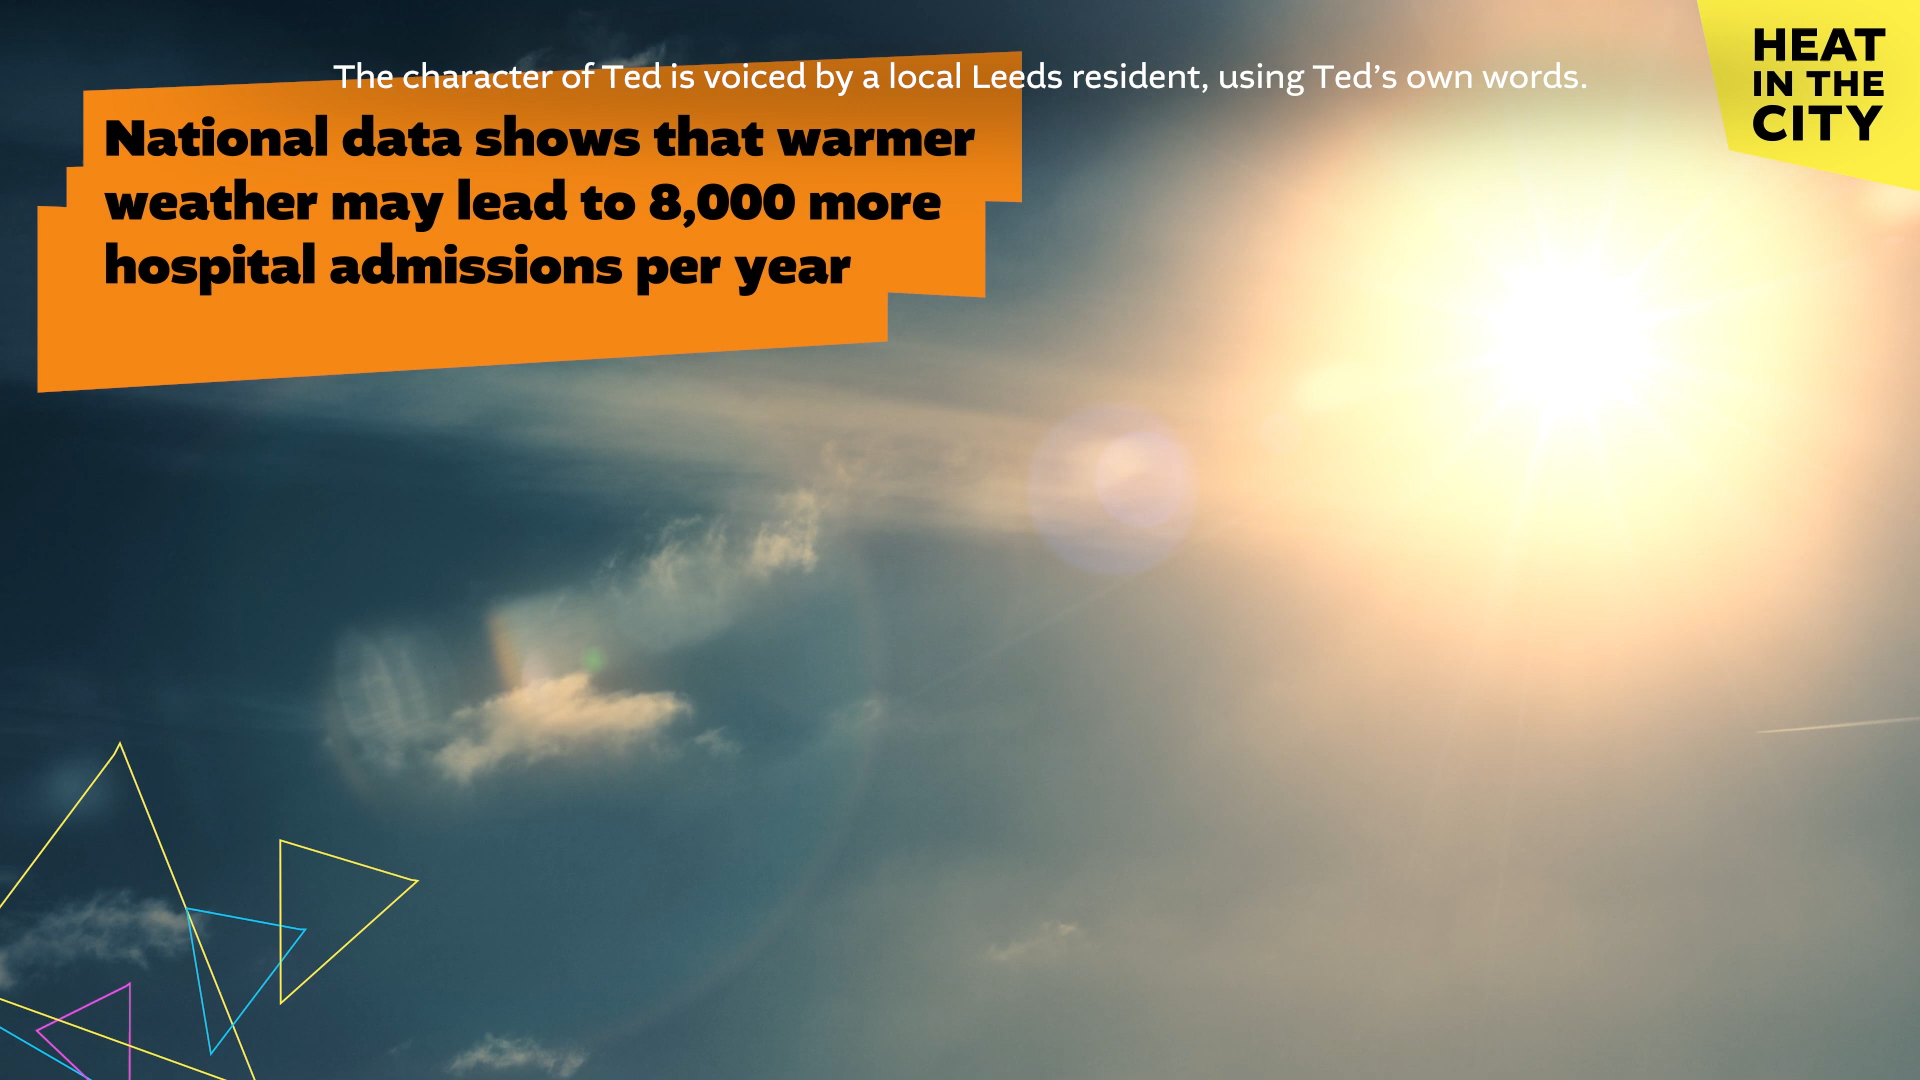 The character of Ted is voiced by a local Leeds resident, using Ted’s own words.
National data shows that warmer
weather may lead to 8,000 more
hospital admissions per year
HEAT
IN THE
CITY